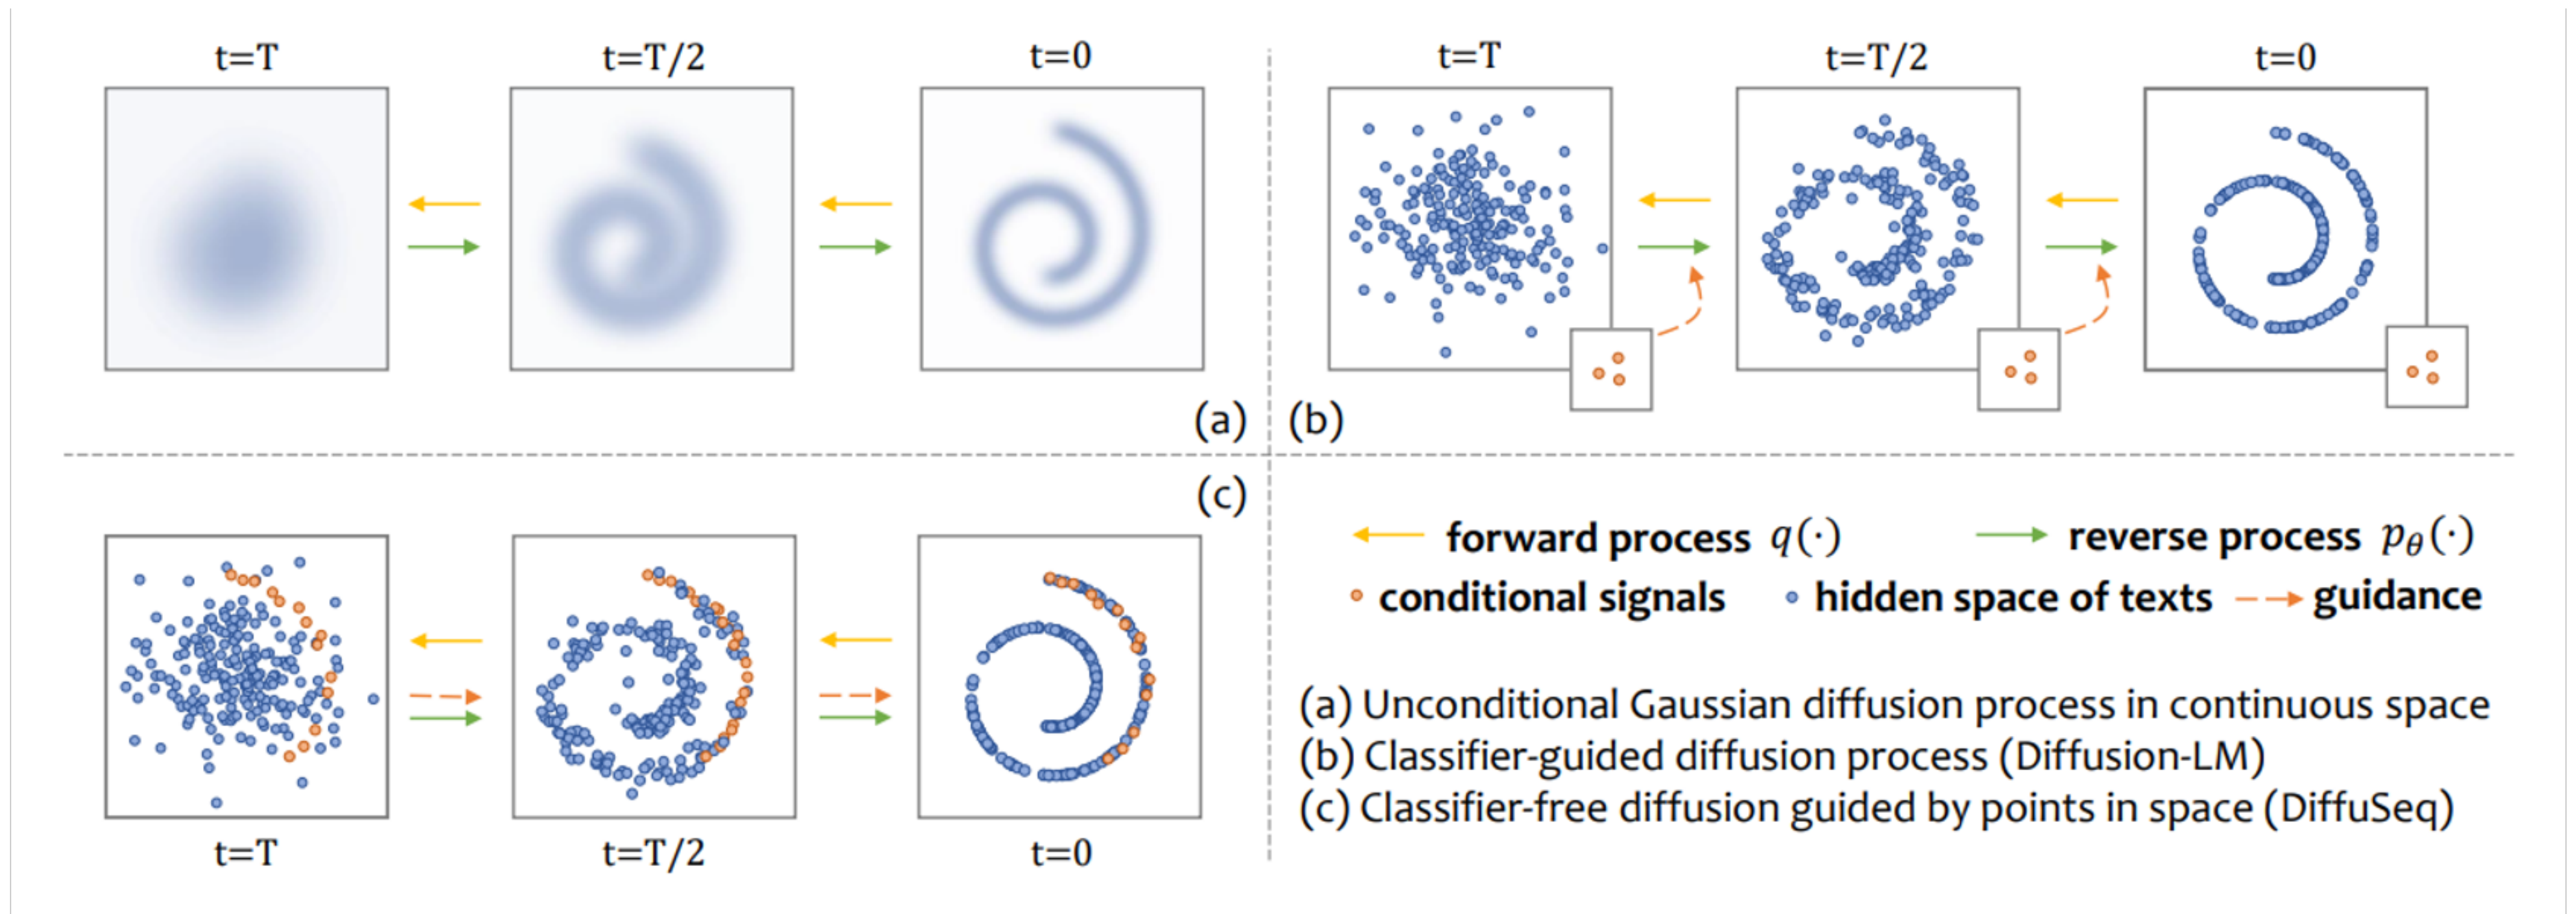 t=T t=T/2 t=0
(a)
t=T t=T/2 t=0
(b)
(c)
t=T t=T/2 t=0
forward process q(·) reverse process pθ(·)
conditional signals hidden space of texts guidance
(a) Unconditional Gaussian diffusion process in continuous space
(b) Classifier-guided diffusion process (Diffusion-LM)
(c) Classifier-free diffusion guided by points in space (DiffuSeq)